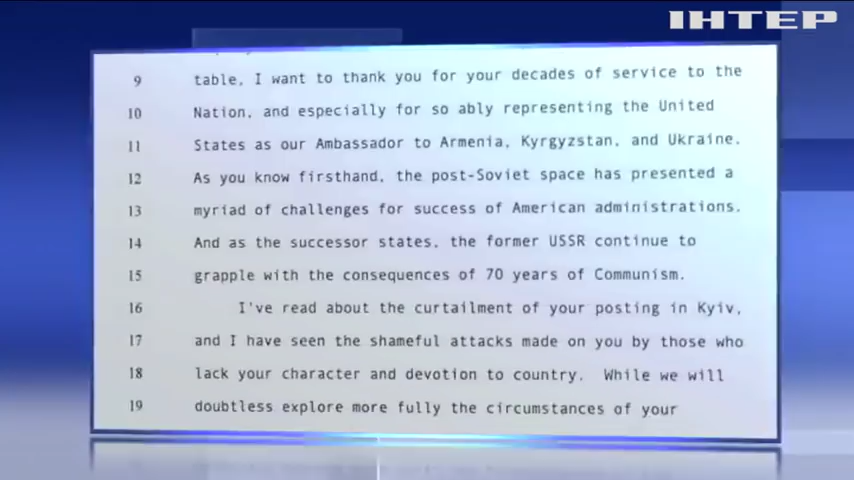 ІНТЕР
9 table, I want to thank you for your decades of service to the
10 Nation, and especially for so ably representing the United
11 States as our Ambassador to Armenia, Kyrgyzstan, and Ukraine.
12 As you know firsthand, the post-Soviet space has presented a
13 myriad of challenges for success of American administrations.
14 And as the successor states, the former USSR continue to
15 grapple with the consequences of 70 years of Communism.
16 I've read about the curtailment of your posting in Kyiv,
17 and I have seen the shameful attacks made on you by those who
18 lack your character and devotion to country. While we will
19 doubtless explore more fully the circumstances of your